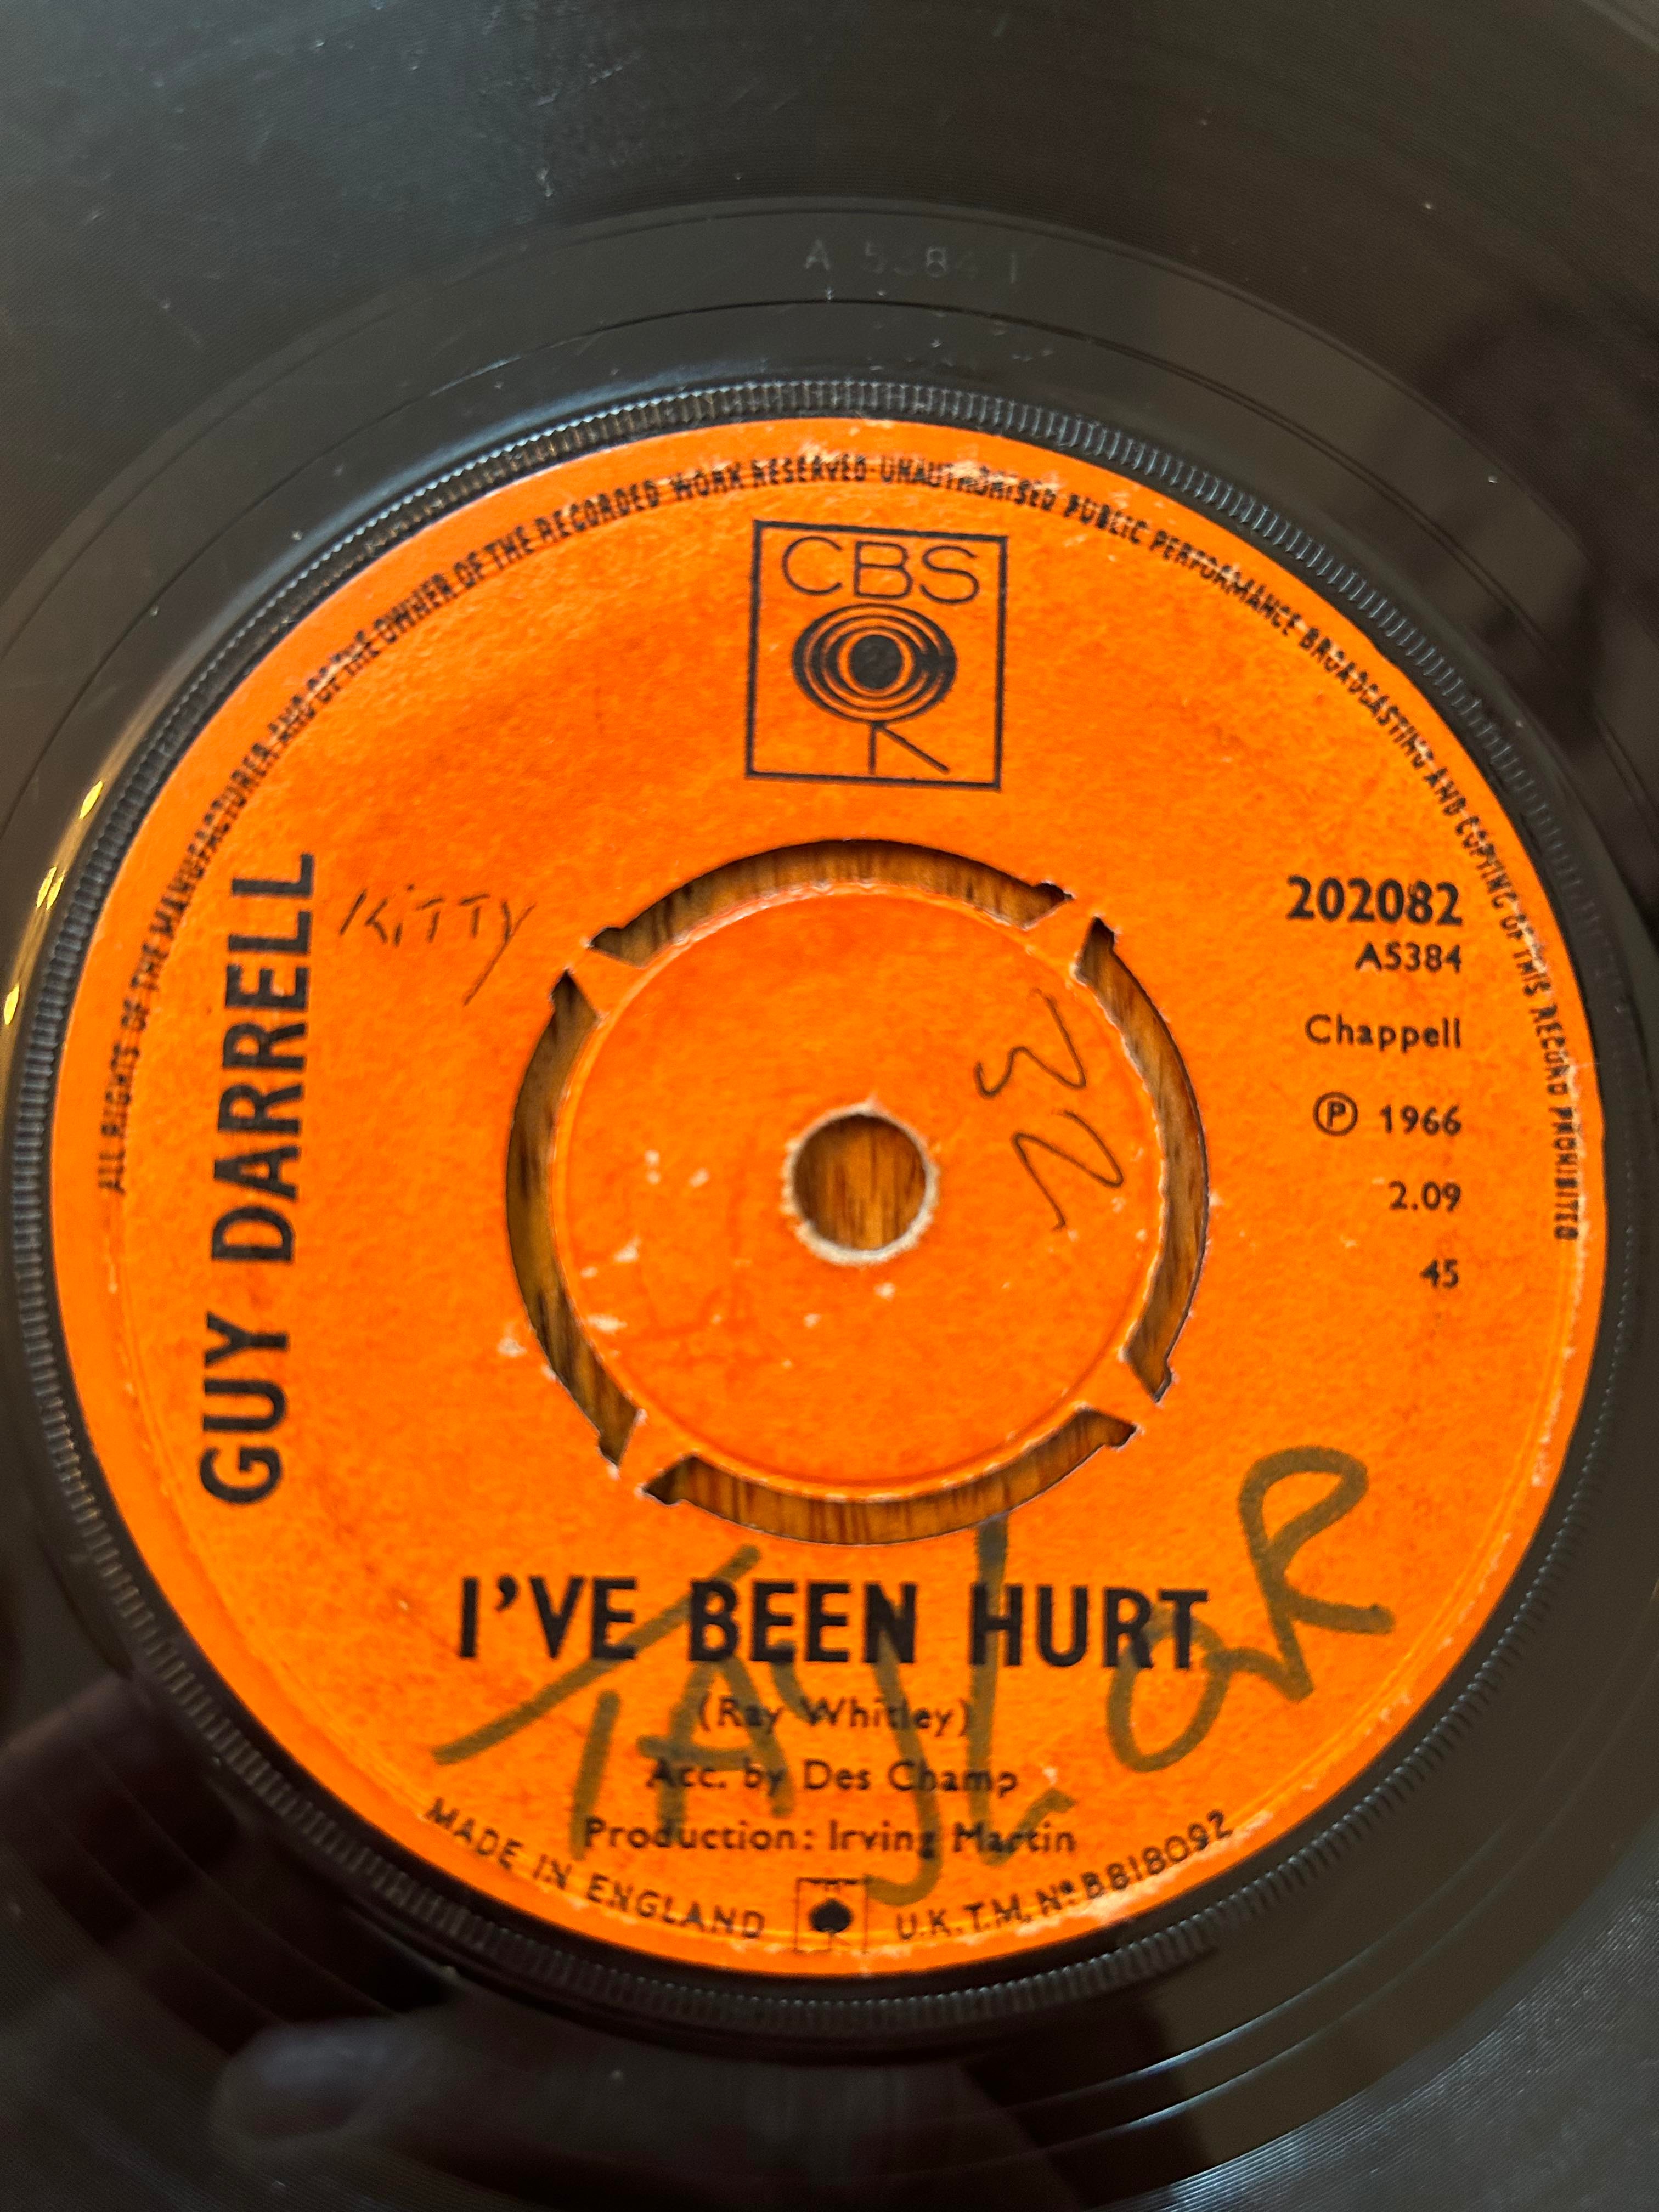 A 5384 1
ALL RIGHTS OF THE MANUFACTURER AND OF THE OWNER OF THE RECORDED WORK RESERVED UNAUTHORISED PUBLIC PERFORMANCE BROADCASTING AND COPYING OF THIS RECORD PROHIBITED
CBS
GUY DARRELL
KiTTY
202082
A5384
Chappell
Ⓟ 1966
2.09
45
I'VE BEEN HURT
TAYLOR
(Ray Whitley)
Acc. by Des Champ
Production: Irving Martin
MADE IN ENGLAND
U.K.T.M. Nº B818092